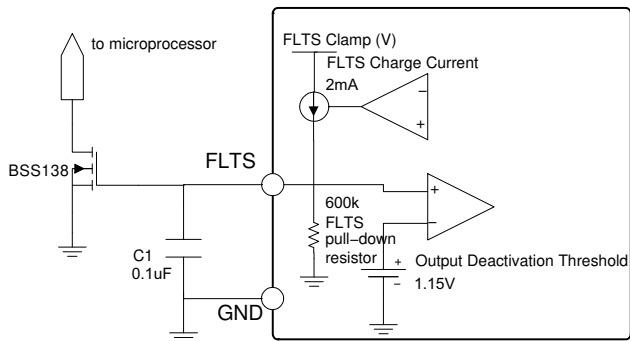 to microprocessor
FLTS Clamp (V)
FLTS Charge Current
2mA
−
+
BSS138
FLTS
600k
FLTS
pull−down
resistor
+
−
C1
0.1uF
+
Output Deactivation Threshold
−
1.15V
GND